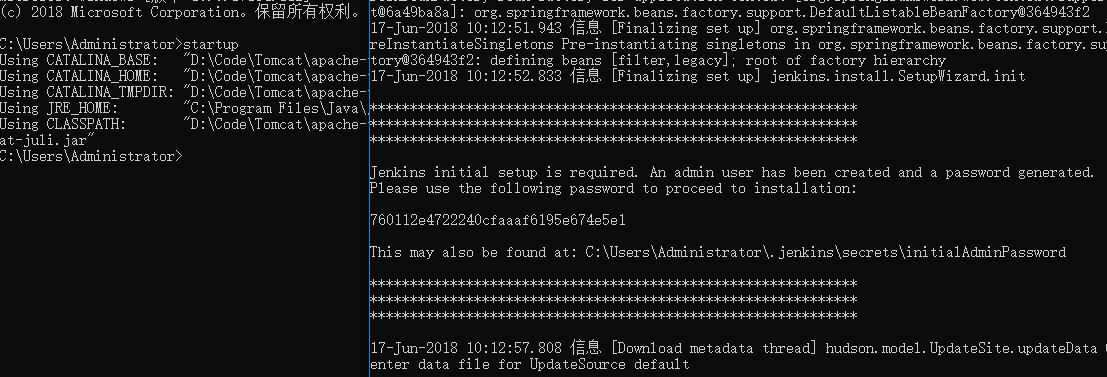 (c) 2018 Microsoft Corporation。保留所有权利。
C:\Users\Administrator>startup
Using CATALINA_BASE: "D:\Code\Tomcat\apache-
Using CATALINA_HOME: "D:\Code\Tomcat\apache-
Using CATALINA_TMPDIR: "D:\Code\Tomcat\apache-
Using JRE_HOME: "C:\Program Files\Java\
Using CLASSPATH: "D:\Code\Tomcat\apache-
at-juli.jar"
C:\Users\Administrator>
t@6a49ba8a]: org.springframework.beans.factory.support.DefaultListableBeanFactory@364943f2
17-Jun-2018 10:12:51.943 信息 [Finalizing set up] org.springframework.beans.factory.support.
reInstantiateSingletons Pre-instantiating singletons in org.springframework.beans.factory.su
tory@364943f2: defining beans [filter,legacy]; root of factory hierarchy
17-Jun-2018 10:12:52.833 信息 [Finalizing set up] jenkins.install.SetupWizard.init
*************************************************************
*************************************************************
*************************************************************
Jenkins initial setup is required. An admin user has been created and a password generated.
Please use the following password to proceed to installation:
760112e4722240cfaaaf6195e674e5e1
This may also be found at: C:\Users\Administrator\.jenkins\secrets\initialAdminPassword
*************************************************************
*************************************************************
*************************************************************
17-Jun-2018 10:12:57.808 信息 [Download metadata thread] hudson.model.UpdateSite.updateData
enter data file for UpdateSource default